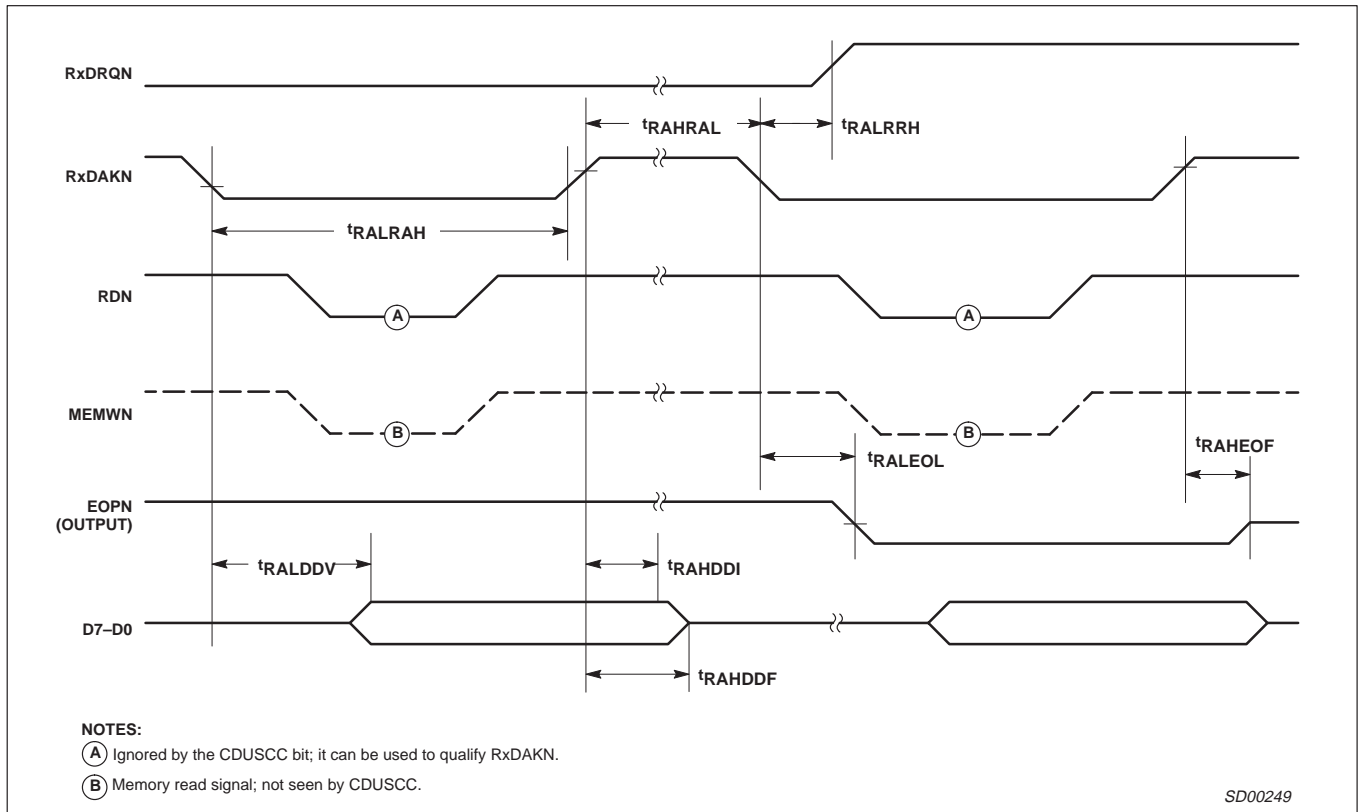 RxDRQN
tRAHRAL
tRALRRH
RxDAKN
tRALRAH
RDN
A
A
MEMWN
B
B
tRALEOL
tRAHEOF
EOPN
(OUTPUT)
tRALDDV
tRAHDDI
D7–D0
tRAHDDF
NOTES:
A Ignored by the CDUSCC bit; it can be used to qualify RxDAKN.
B Memory read signal; not seen by CDUSCC.
SD00249